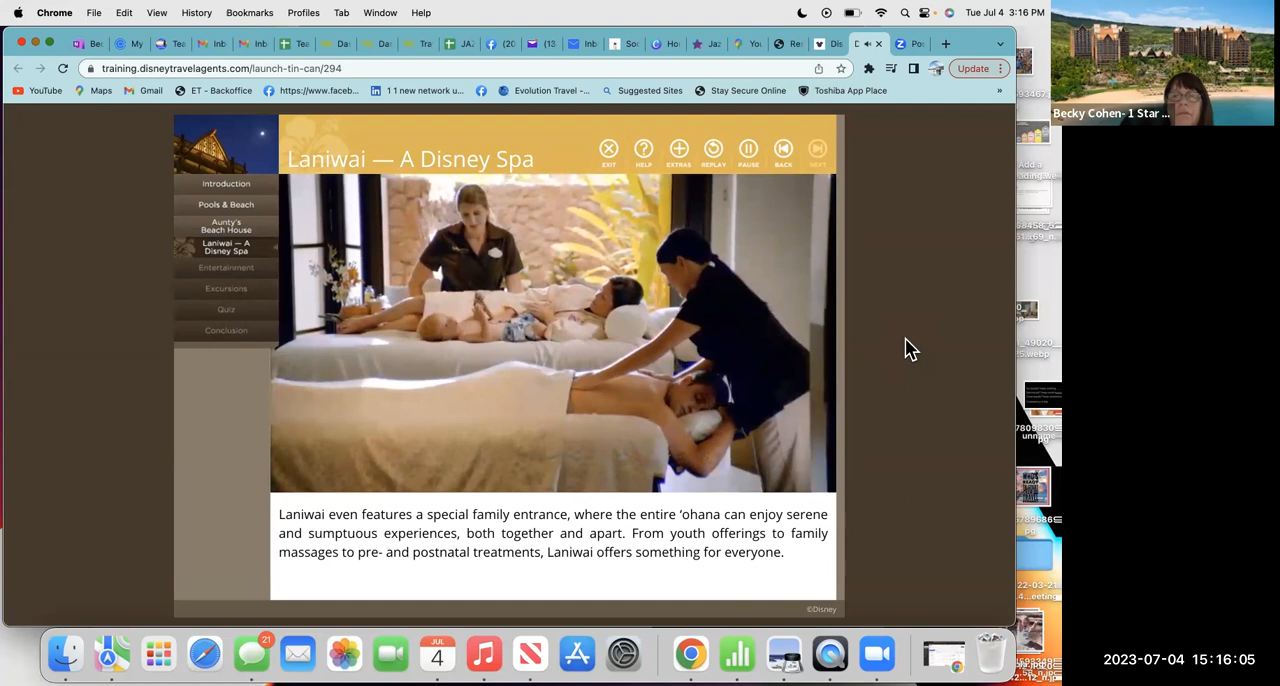 Chrome File Edit View History Bookmarks Profiles Tab Window Help
Tue Jul 4 3:16 PM
training.disneytravelagents.com/launch-tin-can/294
Update
YouTube Maps Gmail ET - Backoffice https://www.faceb... 1 1 new network u... Evolution Travel -... Suggested Sites Stay Secure Online Toshiba App Place »
Becky Cohen- 1 Star ...
Laniwai — A Disney Spa
EXIT HELP EXTRAS REPLAY PAUSE BACK NEXT
Introduction
Pools & Beach
Aunty's
Beach House
Laniwai — A
Disney Spa
Entertainment
Excursions
Quiz
Conclusion
Laniwai even features a special family entrance, where the entire ‘ohana can enjoy serene
and sumptuous experiences, both together and apart. From youth offerings to family
massages to pre- and postnatal treatments, Laniwai offers something for everyone.
©Disney
21
JUL
4
2023-07-04 15:16:05